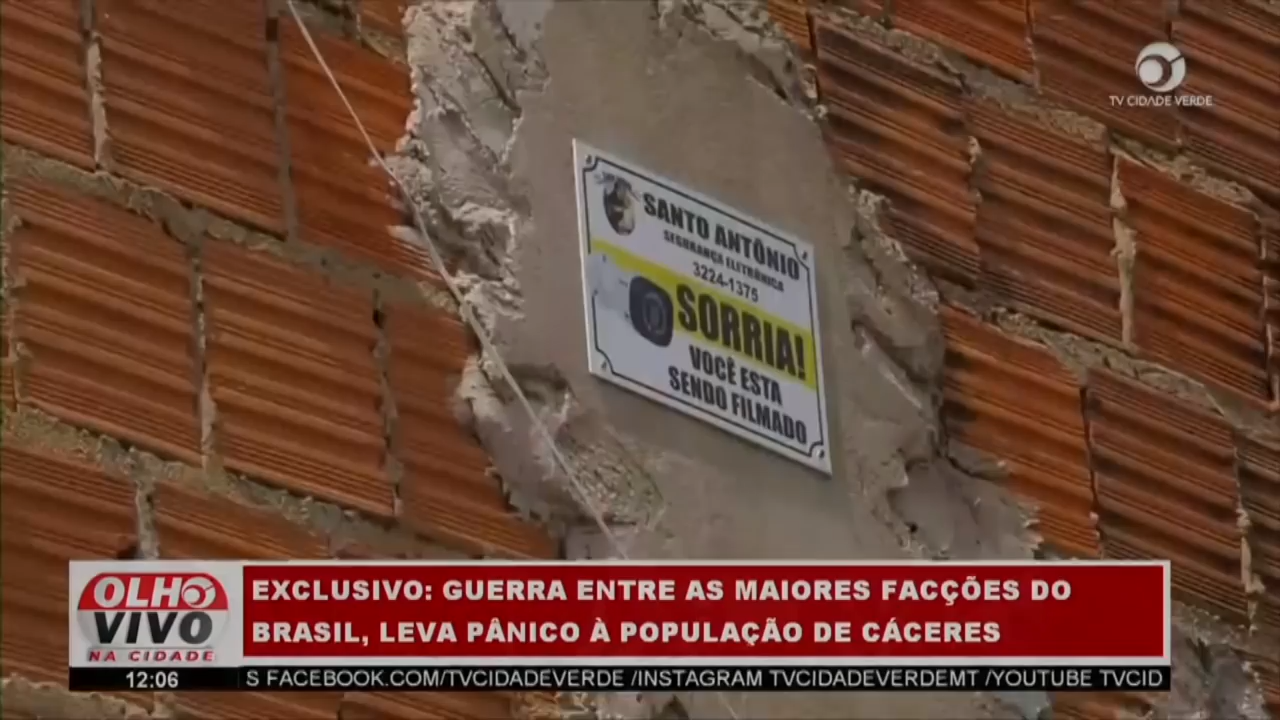 TV CIDADE VERDE
SANTO ANTÔNIO
SEGURANÇA ELETRÔNICA
3224-1375
SORRIA!
VOCÊ ESTA
SENDO FILMADO
OLHO
VIVO
NA CIDADE
EXCLUSIVO: GUERRA ENTRE AS MAIORES FACÇÕES DO
BRASIL, LEVA PÂNICO À POPULAÇÃO DE CÁCERES
12:06
S FACEBOOK.COM/TVCIDADEVERDE /INSTAGRAM TVCIDADEVERDEMT /YOUTUBE TVCID